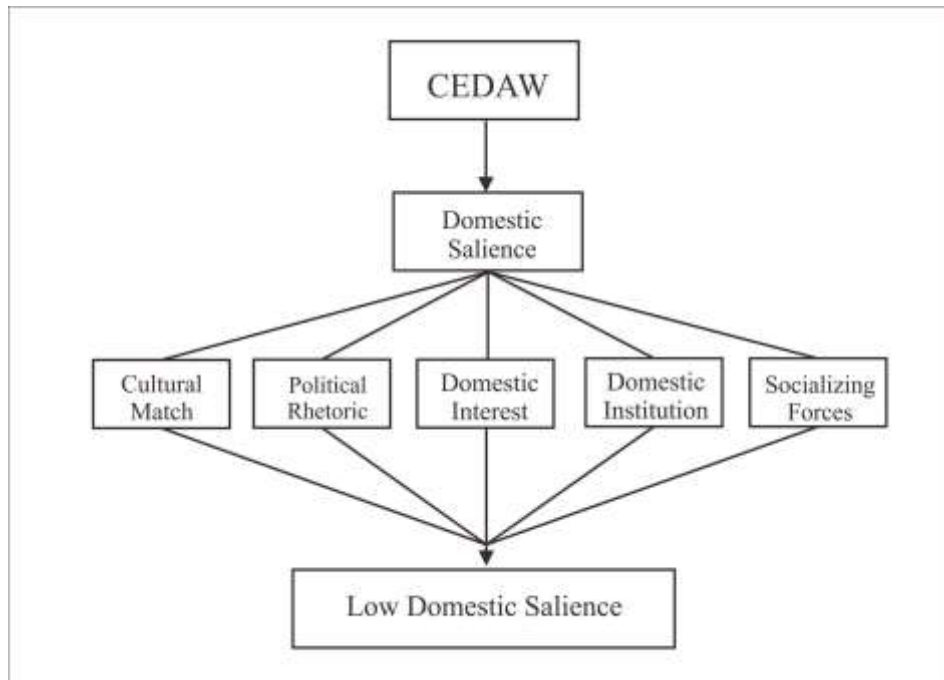 CEDAW
Domestic
Salience
Cultural
Match
Political
Rhetoric
Domestic
Interest
Domestic
Institution
Socializing
Forces
Low Domestic Salience